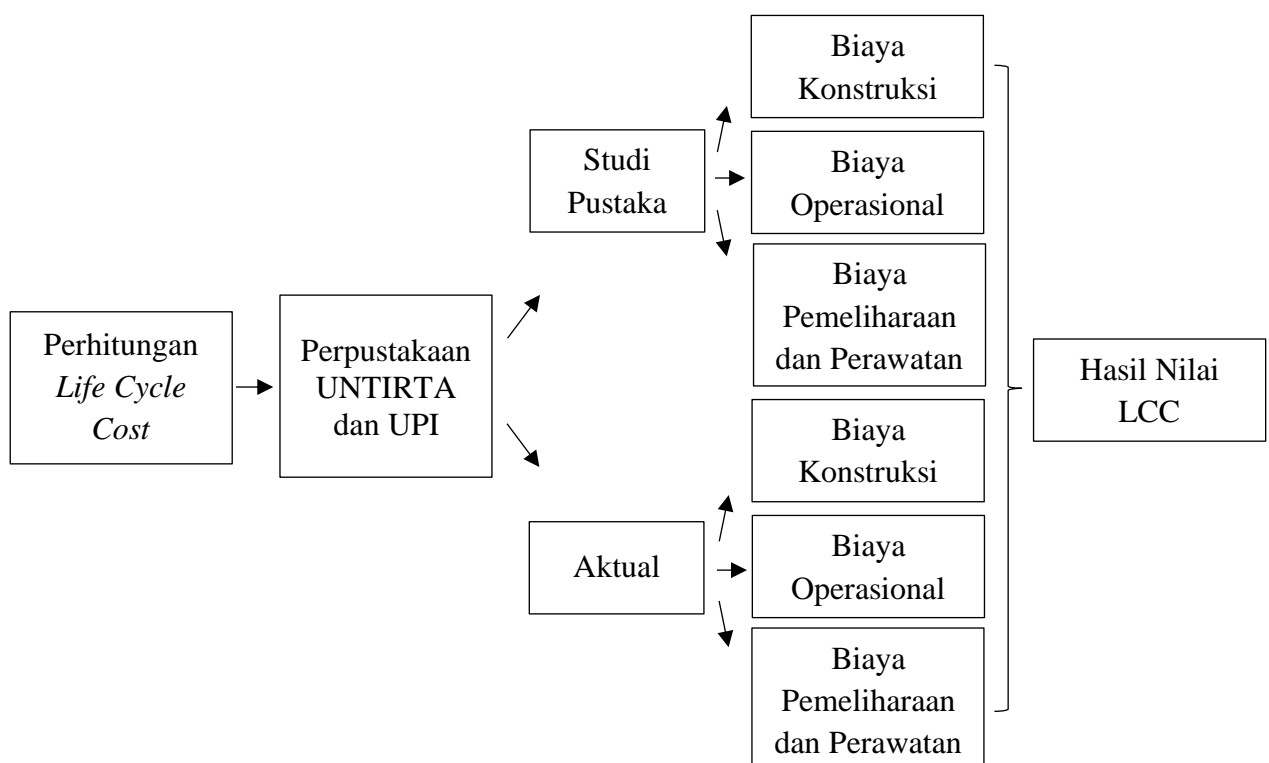 Perhitungan
Life Cycle
Cost
Perpustakaan
UNTIRTA
dan UPI
Studi
Pustaka
Biaya
Konstruksi
Biaya
Operasional
Biaya
Pemeliharaan
dan Perawatan
Aktual
Biaya
Konstruksi
Biaya
Operasional
Biaya
Pemeliharaan
dan Perawatan
Hasil Nilai
LCC